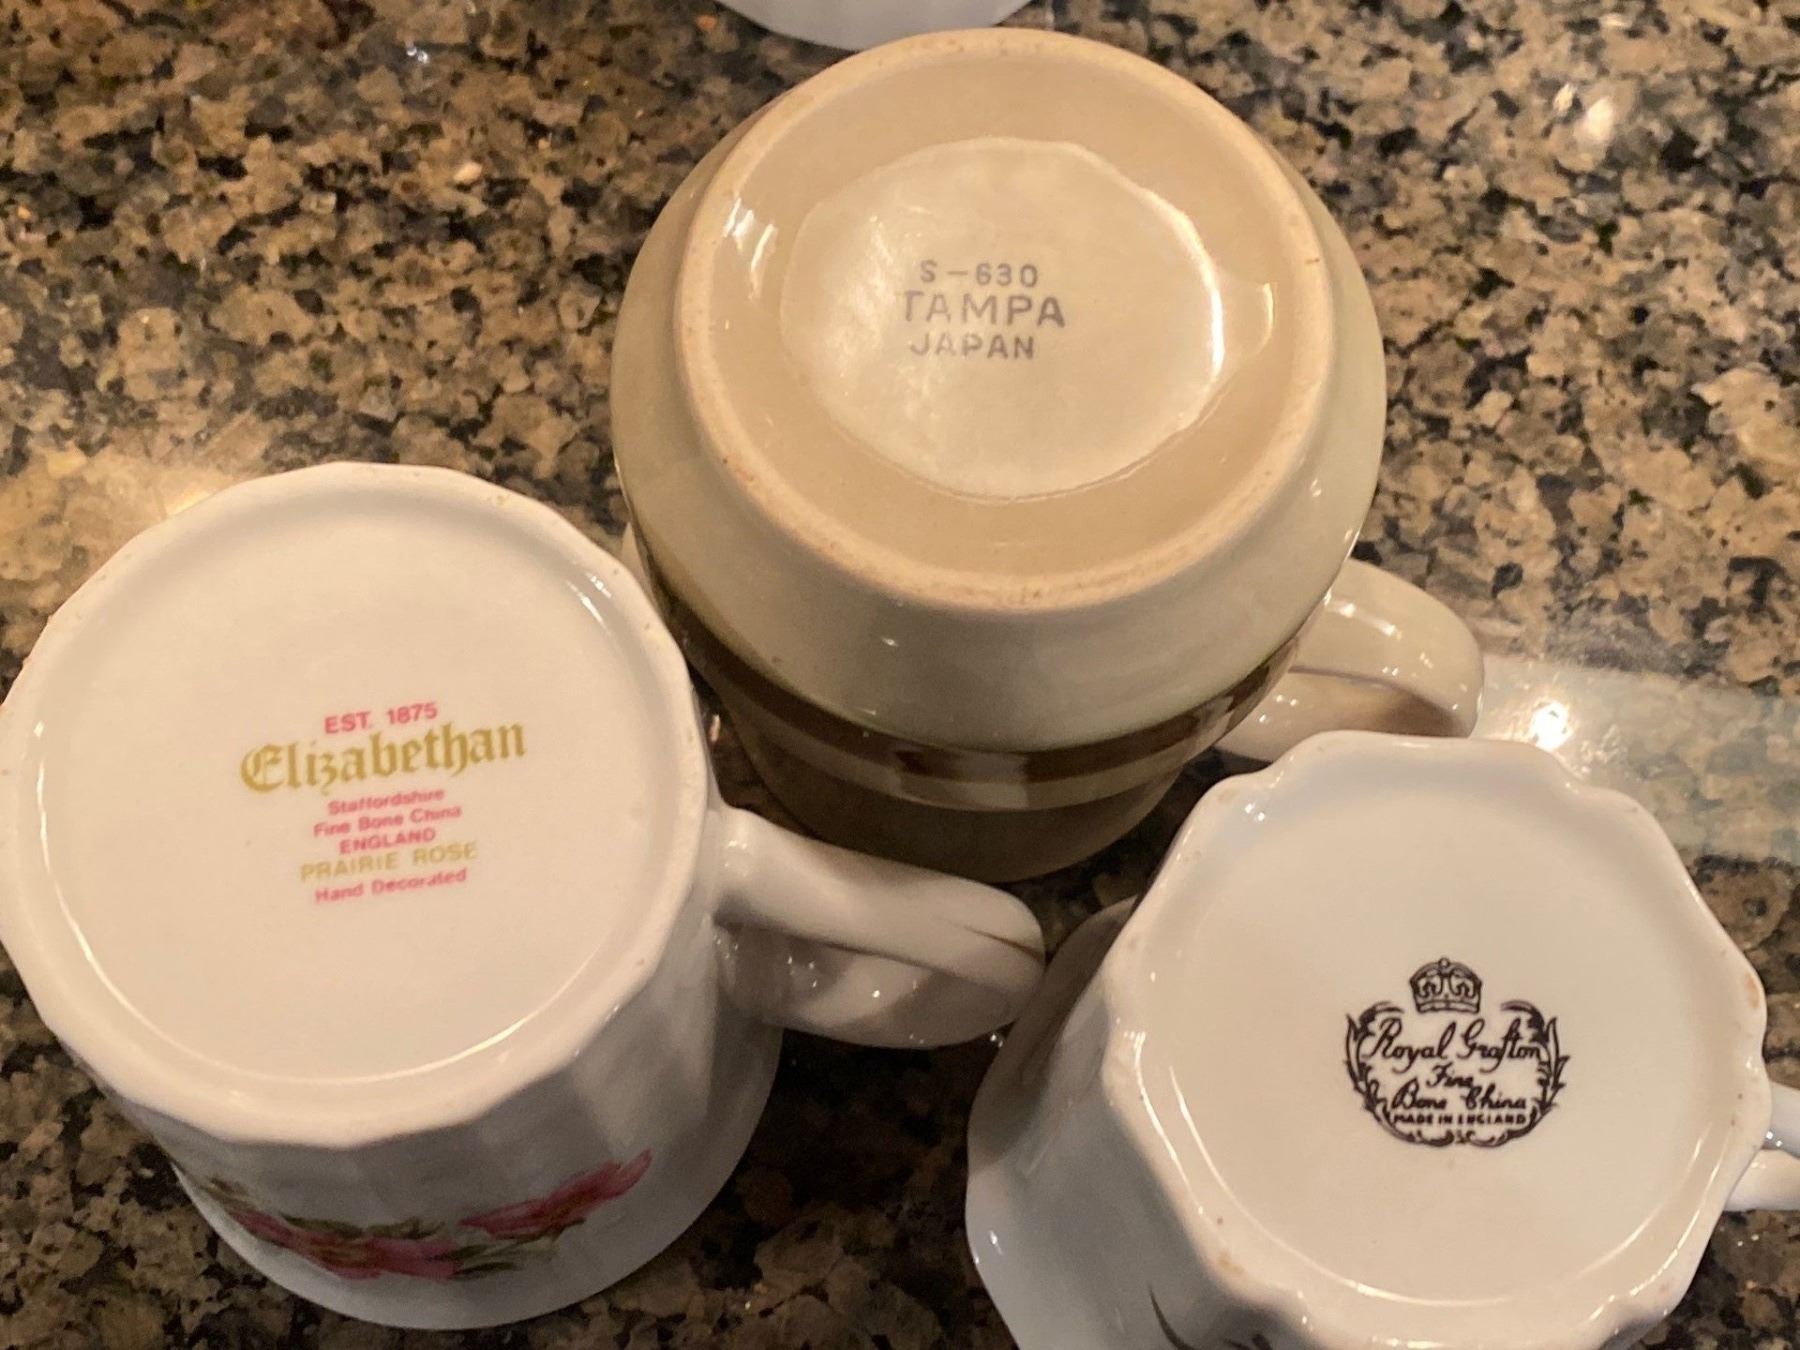 S-630
TAMPA
JAPAN
EST. 1875
Elizabethan
Staffordshire
Fine Bone China
ENGLAND
PRAIRIE ROSE
Hand Decorated
Royal Grafton
Fine
Bone China
MADE IN ENGLAND